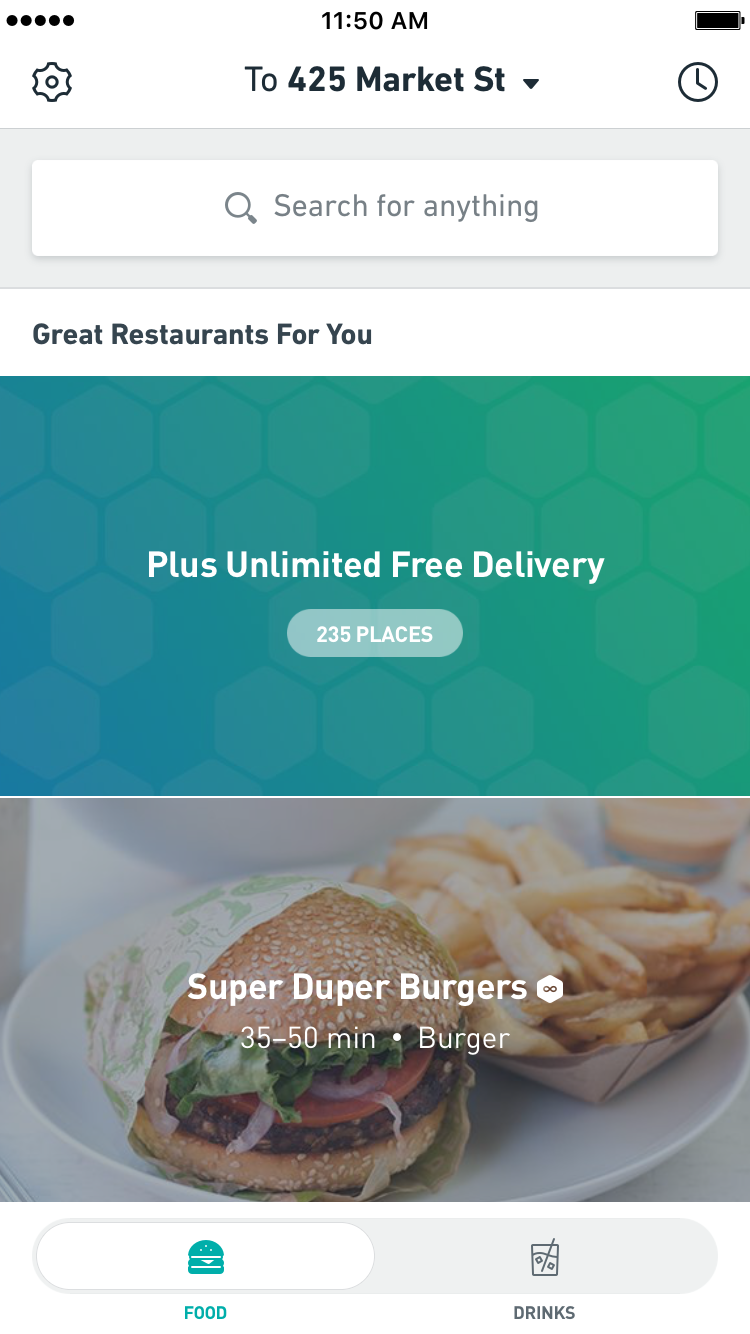 11:50 AM
To 425 Market St
Search for anything
Great Restaurants For You
Plus Unlimited Free Delivery
235 PLACES
Super Duper Burgers
35–50 min • Burger
FOOD
DRINKS